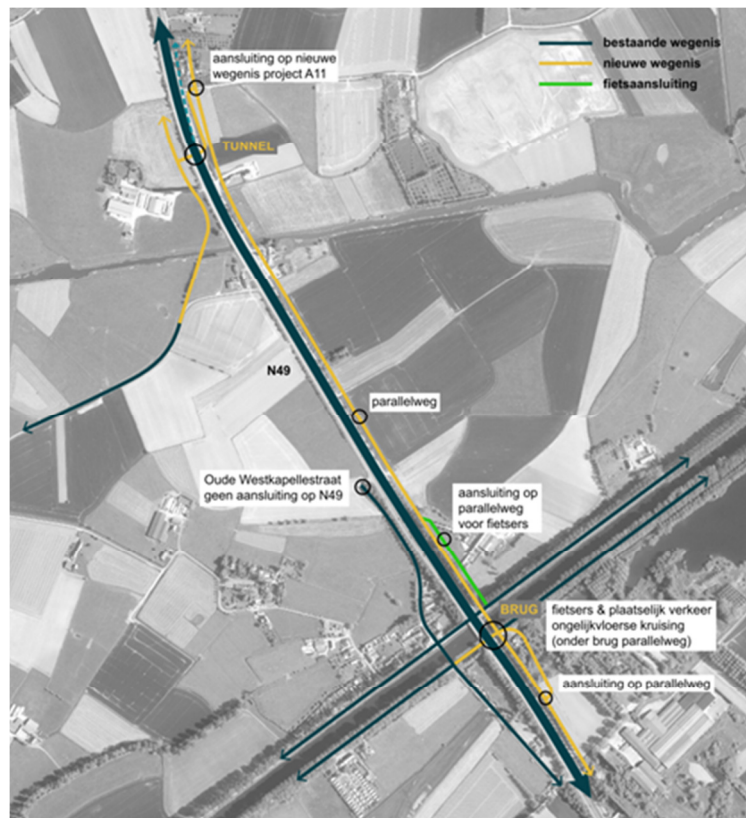 aansluiting op nieuwe
wegenis project A11
bestaande wegenis
nieuwe wegenis
fietsaansluiting
TUNNEL
N49
parallelweg
Oude Westkapellestraat
geen aansluiting op N49
aansluiting op
parallelweg
voor fietsers
BRUG
fietsers & plaatselijk verkeer
ongelijkvloerse kruising
(onder brug parallelweg)
aansluiting op parallelweg